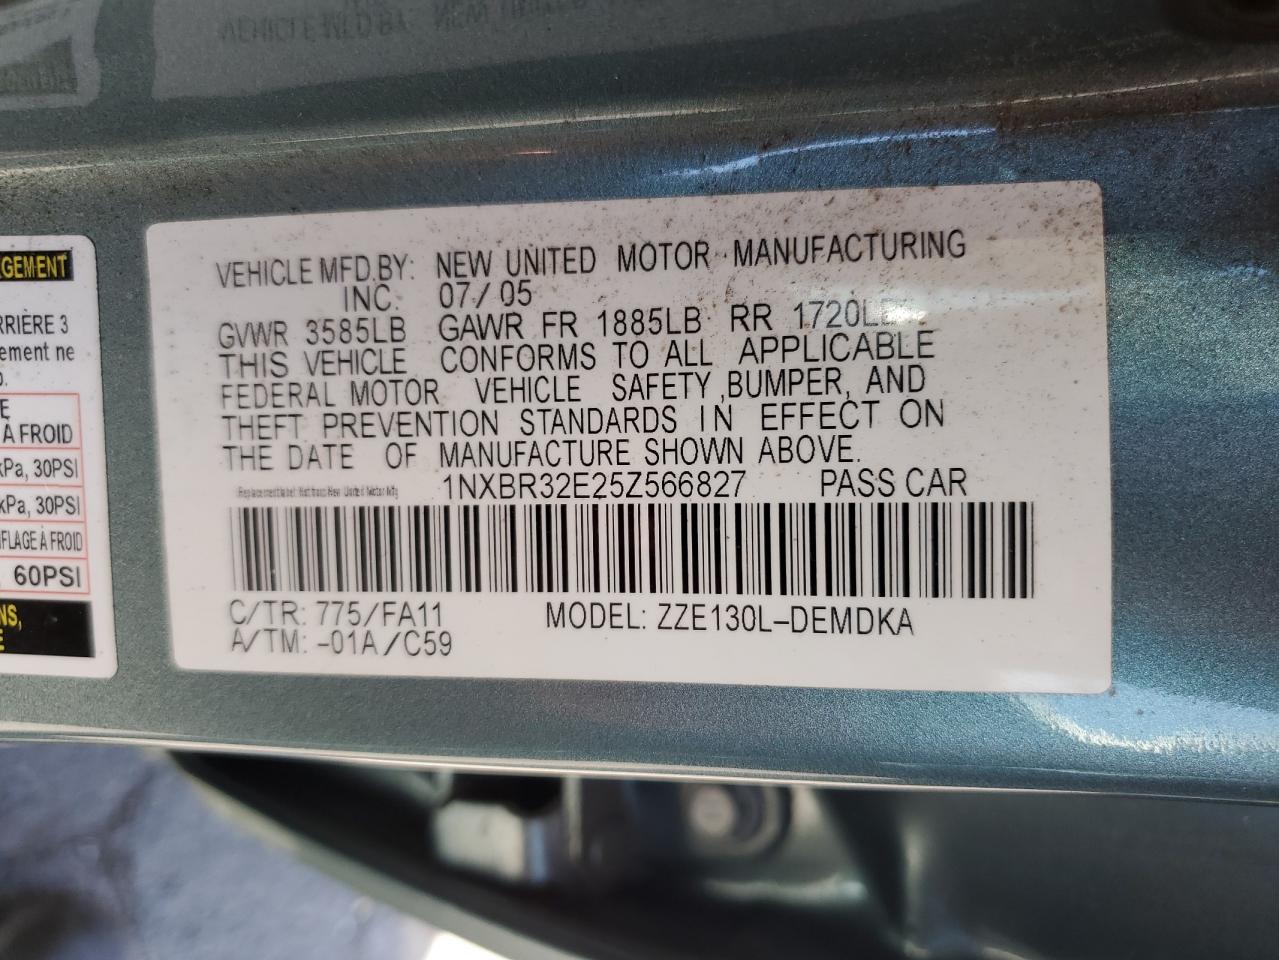 VEHICLE MFD.BY: NEW UNITED MOTOR MANUFACTURING
INC. 07/05
GVWR 3585LB GAWR FR 1885LB RR 1720LB
THIS VEHICLE CONFORMS TO ALL APPLICABLE
FEDERAL MOTOR VEHICLE SAFETY,BUMPER, AND
THEFT PREVENTION STANDARDS IN EFFECT ON
THE DATE OF MANUFACTURE SHOWN ABOVE.
1NXBR32E25Z566827 PASS CAR
C/TR: 775/FA11 MODEL: ZZE130L-DEMDKA
A/TM: -01A/C59
GEMENT
RRIÈRE 3
ement ne
E
À FROID
kPa, 30PSI
kPa, 30PSI
FLAGE À FROID
60PSI
NS,
E